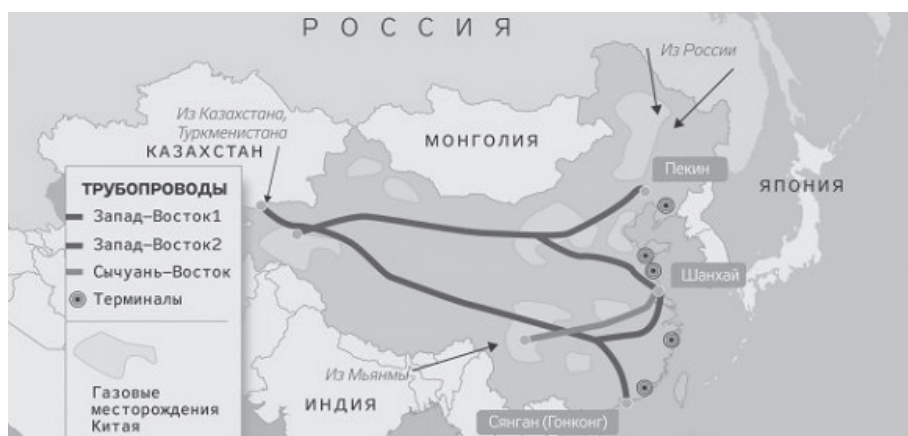 РОССИЯ
Из России
Из Казахстана,
Туркменистана
КАЗАХСТАН
МОНГОЛИЯ
Пекин
ЯПОНИЯ
ТРУБОПРОВОДЫ
Запад–Восток1
Запад–Восток2
Сычуань–Восток
Терминалы
Шанхай
Газовые
месторождения
Китая
Из Мьянмы
ИНДИЯ
Сянган (Гонконг)